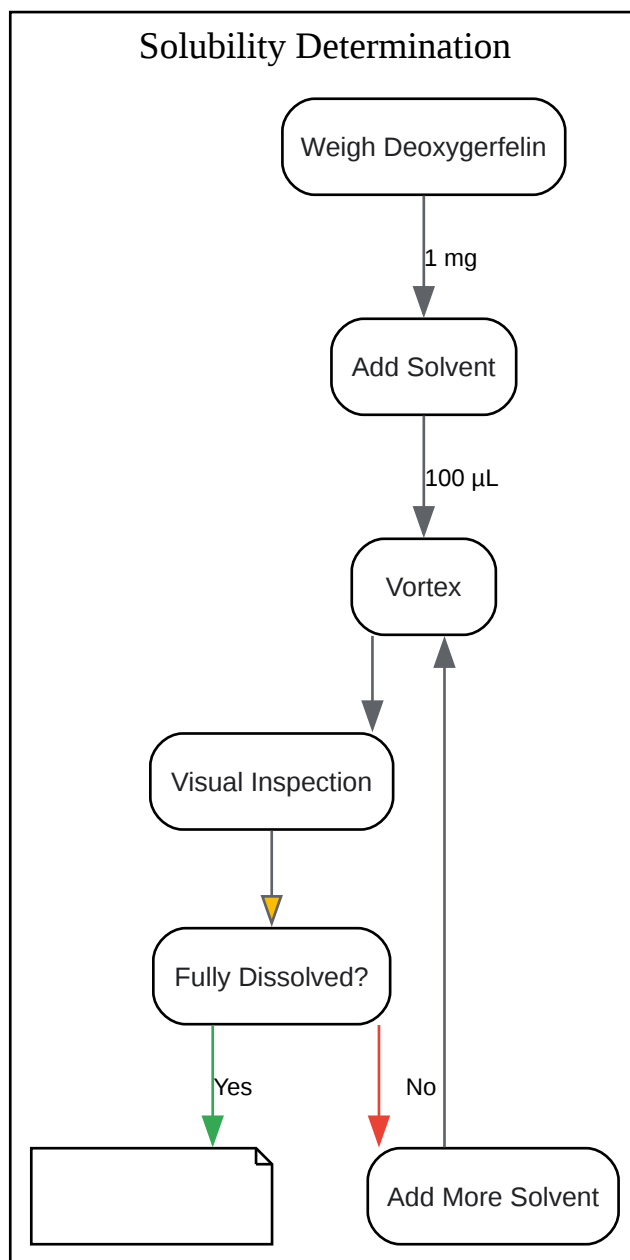 Solubility Determination
Weigh Deoxygerfelin
1 mg
Add Solvent
100 µL
Vortex
Visual Inspection
Fully Dissolved?
Yes
No
Add More Solvent